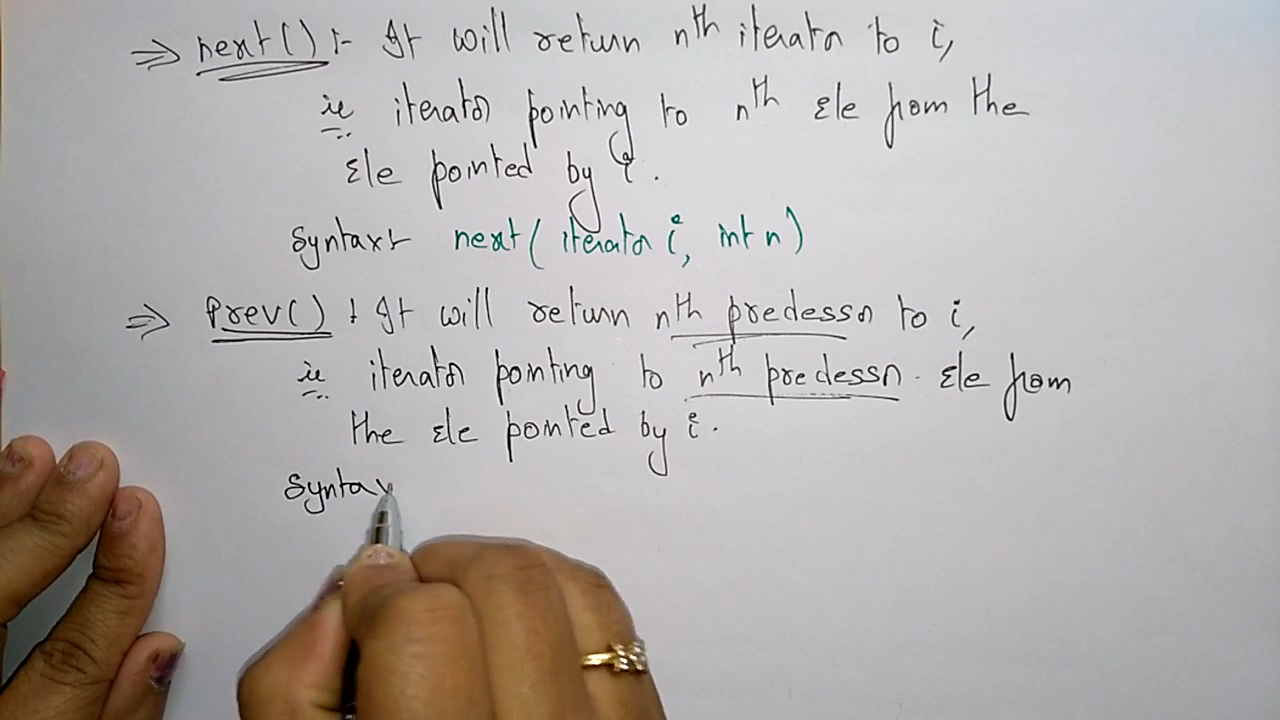 ⇒ next() :- It will return nth iterator to i,
ie iterator pointing to nth Ele from the
Ele pointed by i.
Syntax:- next( iterator i, int n)
⇒ Prev() : It will return nth predessor to i,
ie iterator pointing to nth predessor Ele from
the Ele pointed by i.
Syntax